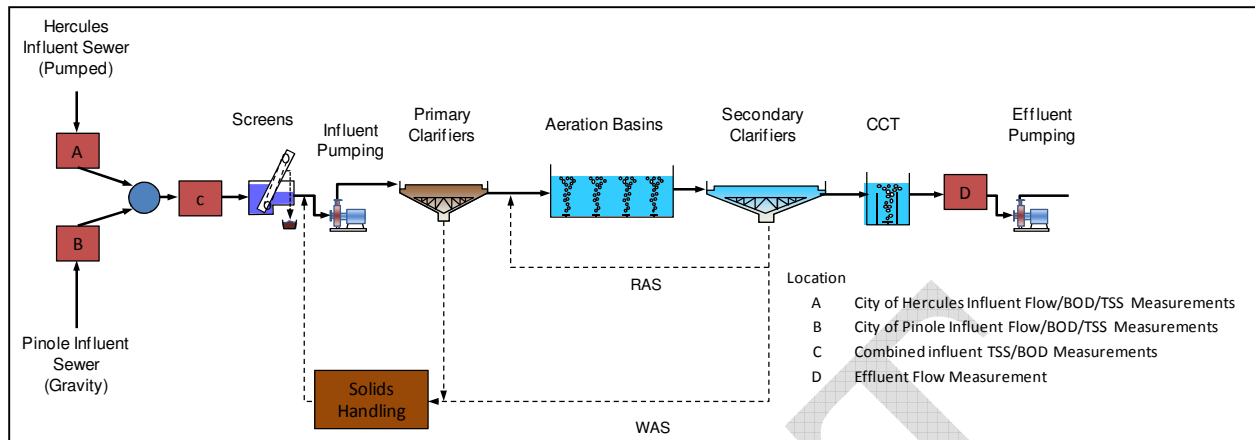 Hercules
Influent Sewer
(Pumped)
A
B
Pinole Influent
Sewer
(Gravity)
c
Screens
Influent
Pumping
Primary
Clarifiers
Aeration Basins
Secondary
Clarifiers
CCT
D
Effluent
Pumping
RAS
Solids
Handling
WAS
Location
A City of Hercules Influent Flow/BOD/TSS Measurements
B City of Pinole Influent Flow/BOD/TSS Measurements
C Combined influent TSS/BOD Measurements
D Effluent Flow Measurement